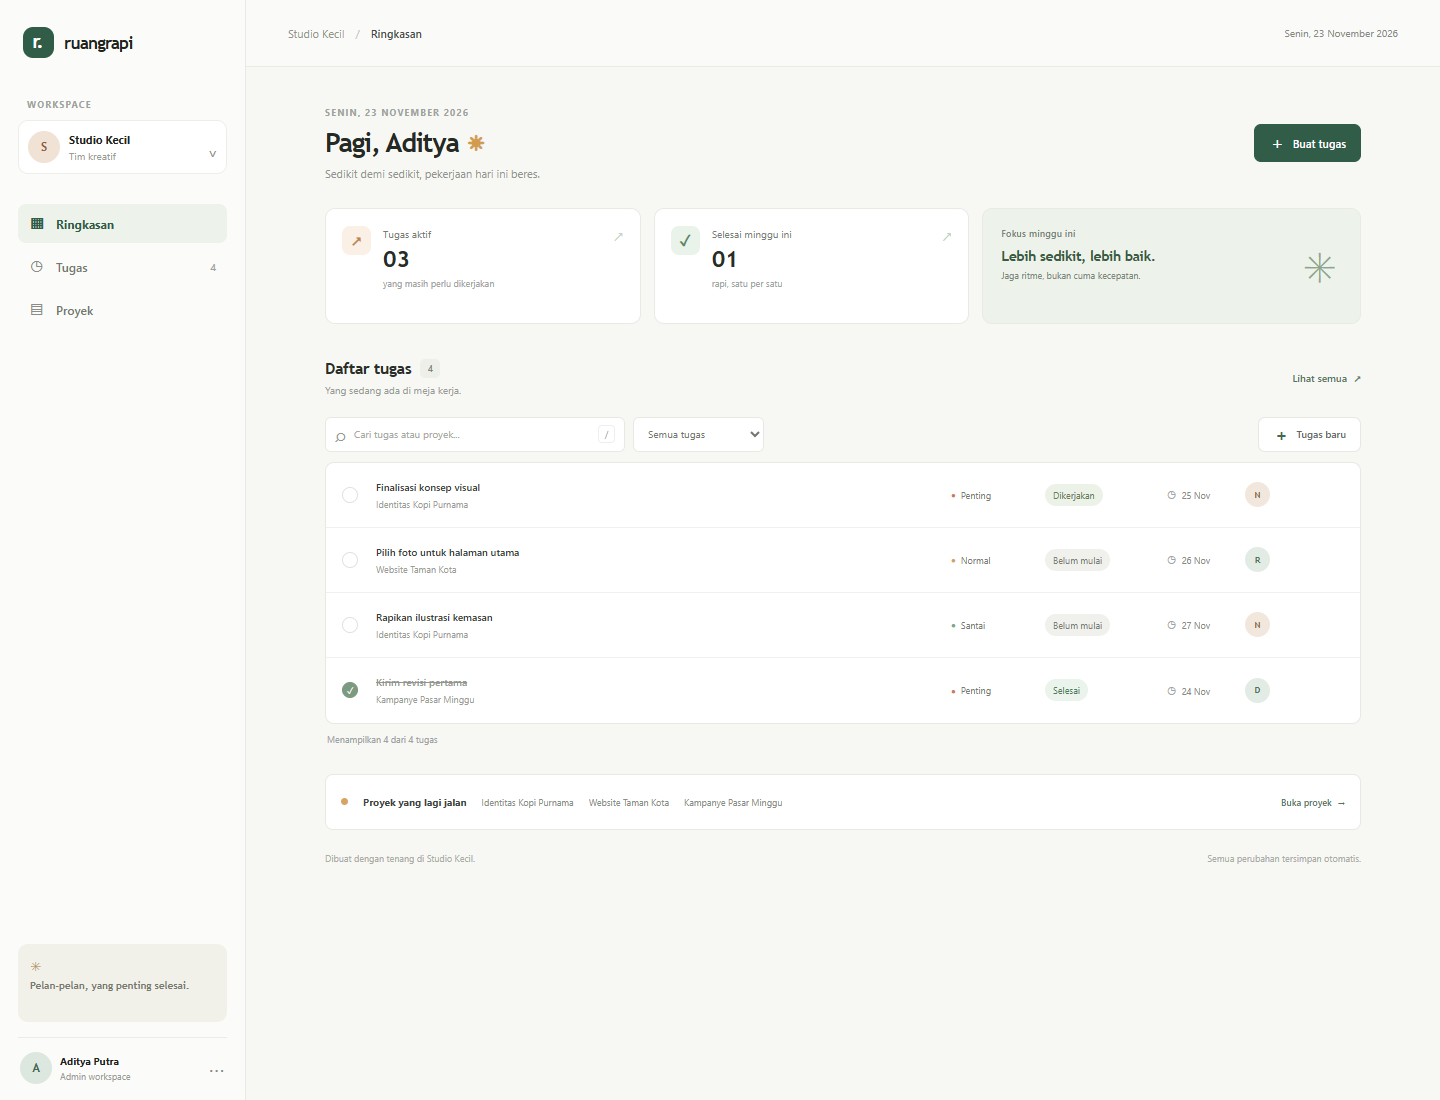 r. ruangrapi
WORKSPACE
S
Studio Kecil
Tim kreatif
Ringkasan
Tugas 4
Proyek
Pelan-pelan, yang penting selesai.
A
Aditya Putra
Admin workspace
...
Studio Kecil / Ringkasan
Senin, 23 November 2026
SENIN, 23 NOVEMBER 2026
Pagi, Aditya
Sedikit demi sedikit, pekerjaan hari ini beres.
+ Buat tugas
↗
Tugas aktif ↗
03
yang masih perlu dikerjakan
✓
Selesai minggu ini ↗
01
rapi, satu per satu
Fokus minggu ini
Lebih sedikit, lebih baik.
Jaga ritme, bukan cuma kecepatan.
Daftar tugas 4
Yang sedang ada di meja kerja.
Lihat semua ↗
Cari tugas atau proyek... /
Semua tugas
+ Tugas baru
Finalisasi konsep visual
Identitas Kopi Purnama
Penting
Dikerjakan
25 Nov
N
Pilih foto untuk halaman utama
Website Taman Kota
Normal
Belum mulai
26 Nov
R
Rapikan ilustrasi kemasan
Identitas Kopi Purnama
Santai
Belum mulai
27 Nov
N
Kirim revisi pertama
Kampanye Pasar Minggu
Penting
Selesai
24 Nov
D
Menampilkan 4 dari 4 tugas
Proyek yang lagi jalan Identitas Kopi Purnama Website Taman Kota Kampanye Pasar Minggu
Buka proyek →
Dibuat dengan tenang di Studio Kecil.
Semua perubahan tersimpan otomatis.